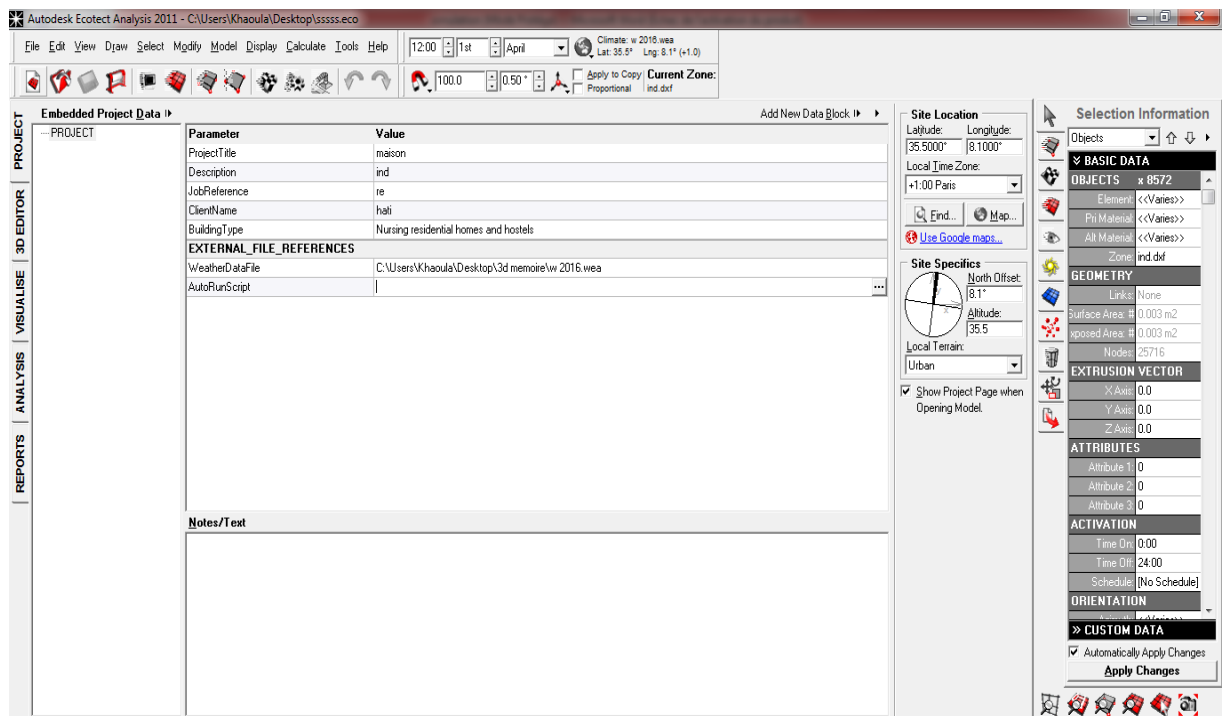 Autodesk Ecotect Analysis 2011 - C:\Users\Khaoula\Desktop\sssss.eco
File Edit View Draw Select Modify Model Display Calculate Tools Help
12:00 1st April
Climate: w 2016.wea
Lat: 35.5° Lng: 8.1° (+1.0)
100.0 0.50 °
Apply to Copy
Proportional
Current Zone:
ind.dxf
PROJECT
3D EDITOR
VISUALISE
ANALYSIS
REPORTS
Embedded Project Data
PROJECT
Add New Data Block
Parameter Value
ProjectTitle maison
Description ind
JobReference re
ClientName hati
BuildingType Nursing residential homes and hostels
EXTERNAL_FILE_REFERENCES
WeatherDataFile C:\Users\Khaoula\Desktop\3d memoire\w 2016.wea
AutoRunScript ...
Notes/Text
Site Location
Latitude: Longitude:
35.5000° 8.1000°
Local Time Zone:
+1:00 Paris
Find... Map...
Use Google maps...
Site Specifics
North Offset:
8.1°
Altitude:
35.5
Local Terrain:
Urban
Show Project Page when
Opening Model.
Selection Information
Objects
BASIC DATA
OBJECTS x 8572
Element: <<Varies>>
Pri Material: <<Varies>>
Alt Material: <<Varies>>
Zone: ind.dxf
GEOMETRY
Links: None
Surface Area: # 0.003 m2
xposed Area: # 0.003 m2
Nodes: 25716
EXTRUSION VECTOR
X Axis: 0.0
Y Axis: 0.0
Z Axis: 0.0
ATTRIBUTES
Attribute 1: 0
Attribute 2: 0
Attribute 3: 0
ACTIVATION
Time On: 0:00
Time Off: 24:00
Schedule: [No Schedule]
ORIENTATION
CUSTOM DATA
Automatically Apply Changes
Apply Changes